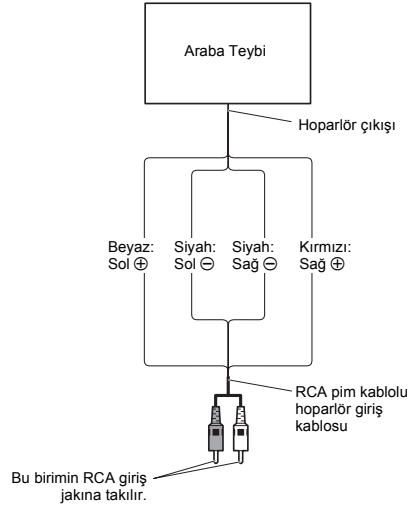 Araba Teybi
Hoparlör çıkışı
Beyaz:
Sol ⊕
Siyah:
Sol ⊖
Siyah:
Sağ ⊖
Kırmızı:
Sağ ⊕
RCA pim kablolu
hoparlör giriş
kablosu
Bu birimin RCA giriş
jakına takılır.